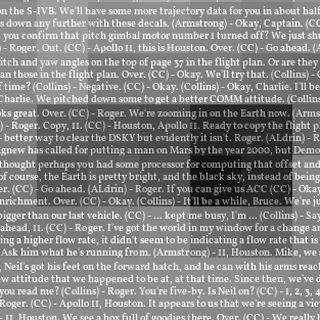 on the S-IVB. We'll have some more trajectory data for you in about half
s down any further with these decals. (Armstrong) - Okay, Captain. (CC
you confirm that pitch gimbal motor number 1 turned off? We just sh
) - Roger. Out. (CC) - Apollo 11, this is Houston. Over. (CC) - Go ahead. (A
itch and yaw angles on the top of page 37 in the flight plan. Or are they
an those in the flight plan. Over. (CC) - Okay. We'll try that. (Collins) -
f time? (Collins) - Negative. (CC) - Okay. (Collins) - Okay, Charlie. I'll be
Charlie. We pitched down some to get a better COMM attitude. (Collins
oks great. Over. (CC) - Roger. We're zooming in on the Earth now. (Arms
) - Roger. Copy, 11. (CC) - Houston, Apollo 11. Ready to copy the flight p
- better way to clear the DSKY but evidently it isn't. Roger. (ALdrin) - R
gnew has called for putting a man on Mars by the year 2000, but Demo
thought perhaps you had some processor for computing that offset and
of course, the Earth is pretty bright, and the black sky, instead of being
er. (CC) - Go ahead. (ALdrin) - Roger. If you can give us ACC (CC) - Okay
nrichment. Over. (CC) - Okay. (Collins) - It'll be a while, Bruce. We're ju
bigger than our last vehicle. (CC) - ... kept me busy, I'm ... (Collins) - Say
ahead, 11. (CC) - Roger. I've got the world in my window for a change an
ing a higher flow rate, it didn't seem to be indicating a flow rate that is
Ask him what he's running from. (Armstrong) - 11, Houston. Mike, we
, Neil's got his feet on the forward hatch, and he can with his arms reach
ew attitude that we happened to be at, at that time. Since then, we've d
you read me? (Collins) - Roger. You're five-by. Is Neil on? (CC) - 1, 2, 3, 4
Roger. (CC) - Apollo 11, Houston. It appears to us that we're seeing a vie
- 11, Houston. We see a box full of goodies there. Over. (CC) - We really h